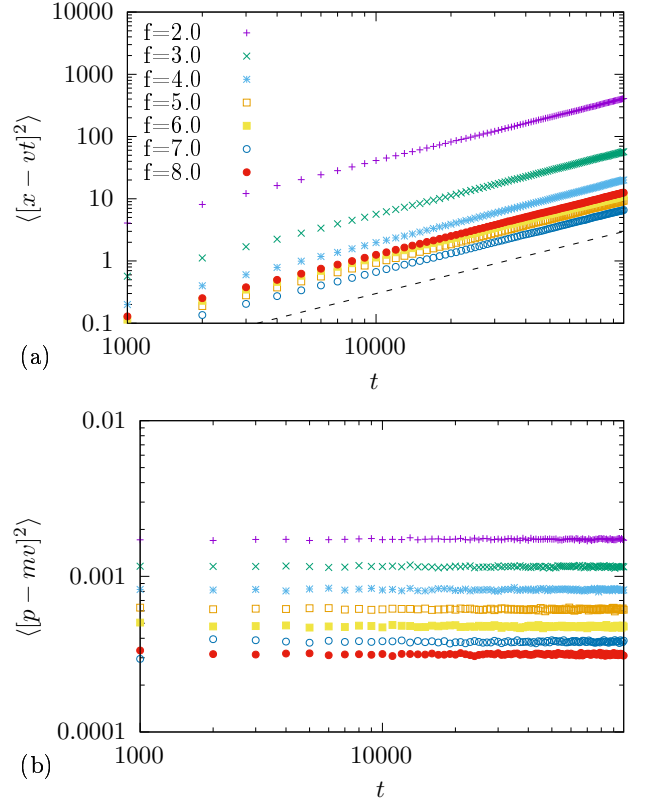 10000
1000
100
10
1
0.1
⟨[x − vt]²⟩
f=2.0
f=3.0
f=4.0
f=5.0
f=6.0
f=7.0
f=8.0
1000 10000
t
(a)
0.01
0.001
0.0001
⟨[p − mv]²⟩
1000 10000
t
(b)